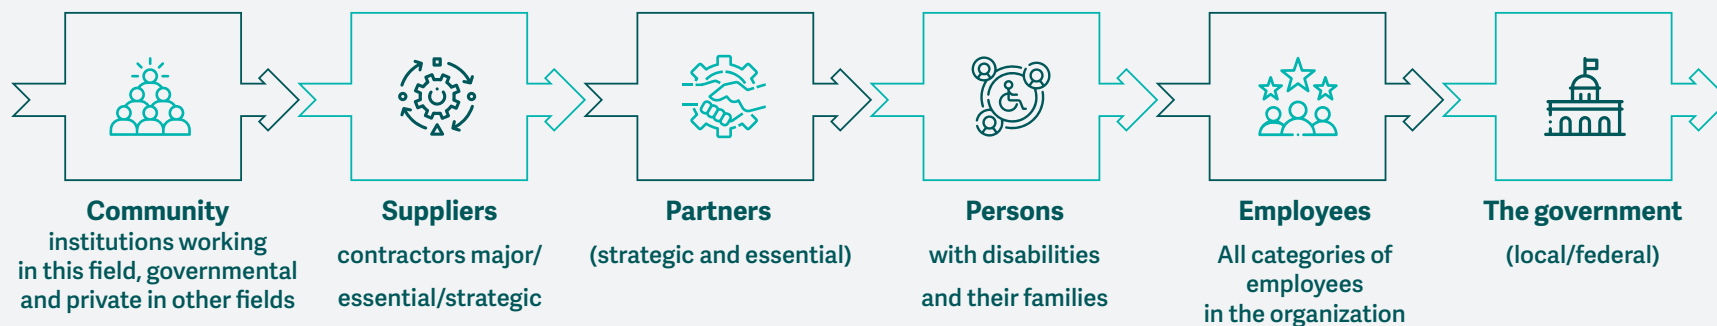 Community
institutions working
in this field, governmental
and private in other fields
Suppliers
contractors major/
essential/strategic
Partners
(strategic and essential)
Persons
with disabilities
and their families
Employees
All categories of
employees
in the organization
The government
(local/federal)